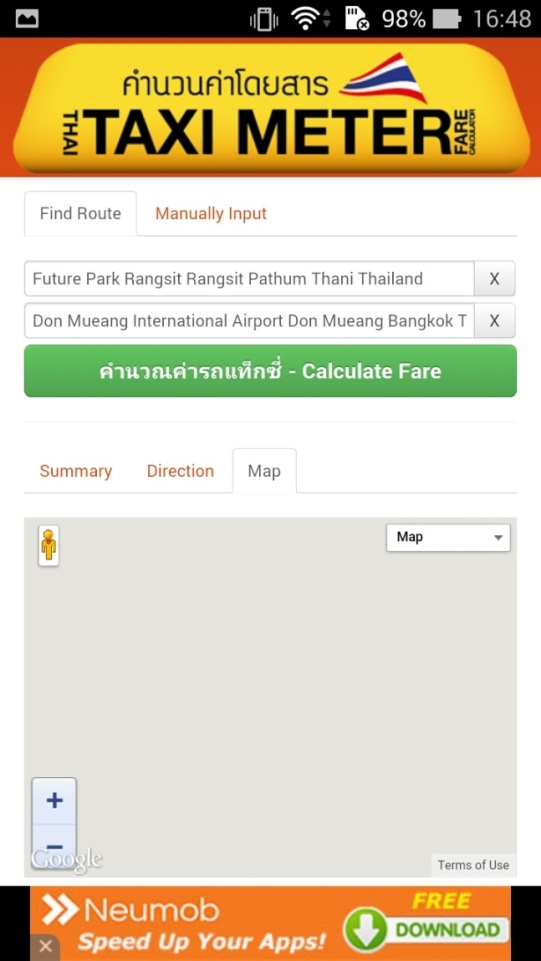 98% 16:48
คำนวนค่าโดยสาร
THAI TAXI METER FARE CALCULATOR
Find Route Manually Input
Future Park Rangsit Rangsit Pathum Thani Thailand X
Don Mueang International Airport Don Mueang Bangkok T X
คำนวณค่ารถแท็กซี่ - Calculate Fare
Summary Direction Map
Map
+
−
Google Terms of Use
Neumob FREE
Speed Up Your Apps! DOWNLOAD
X